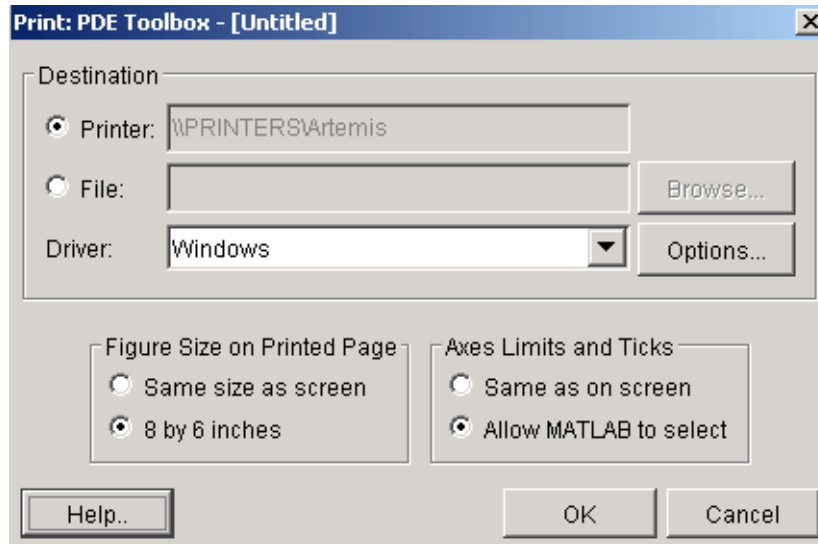 Print: PDE Toolbox - [Untitled]
Destination
Printer: \\PRINTERS\Artemis
File: Browse...
Driver: Windows Options...
Figure Size on Printed Page
Same size as screen
8 by 6 inches
Axes Limits and Ticks
Same as on screen
Allow MATLAB to select
Help.. OK Cancel